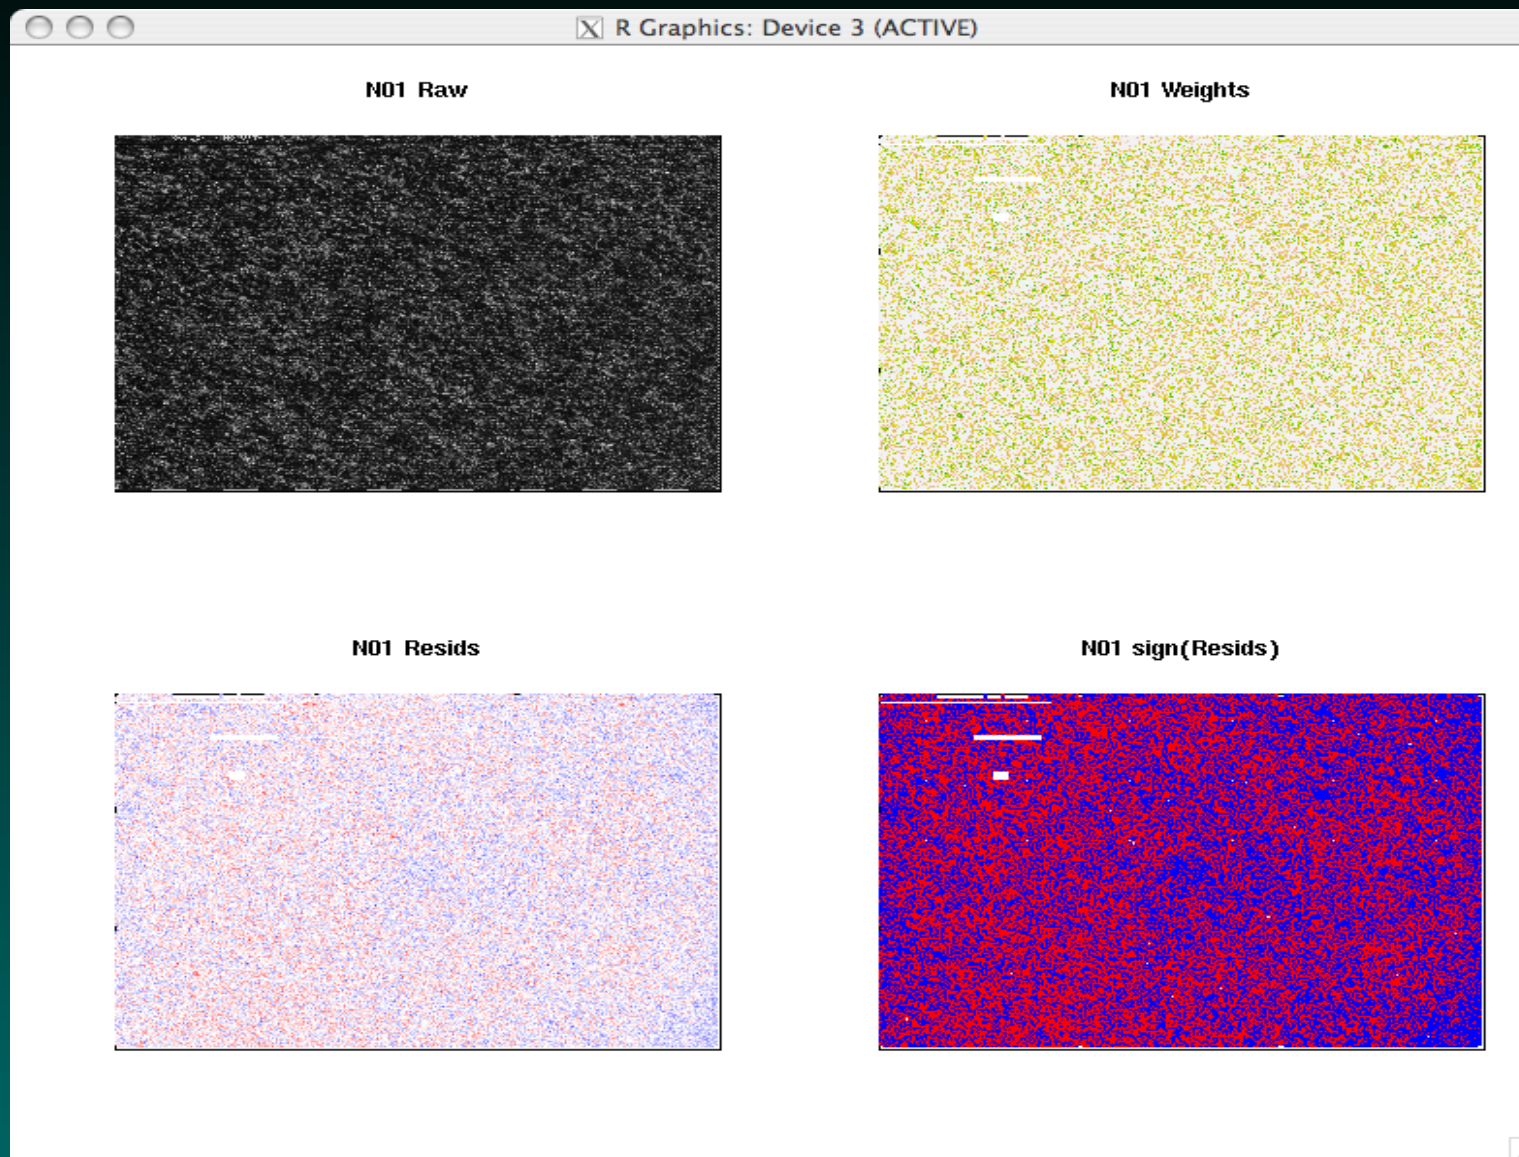 R Graphics: Device 3 (ACTIVE)
N01 Raw
N01 Weights
N01 Resids
N01 sign(Resids)